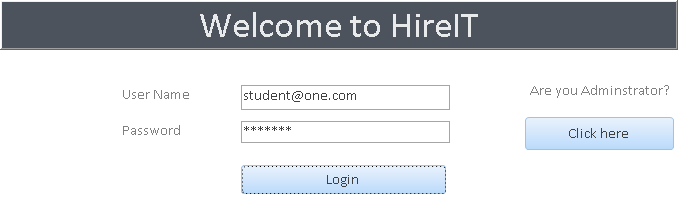 Welcome to HireIT
User Name
student@one.com
Are you Adminstrator?
Password
*******
Click here
Login